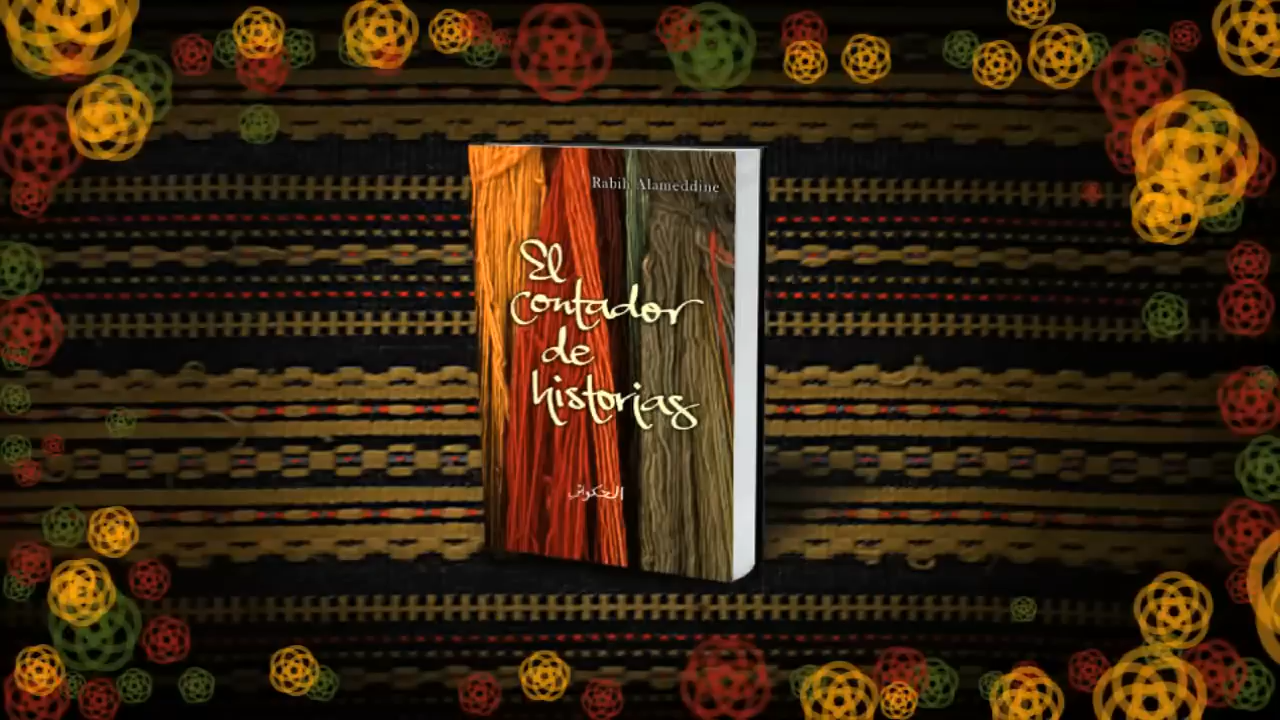 Rabih Alameddine
El
contador
de
historias
الحكواتي